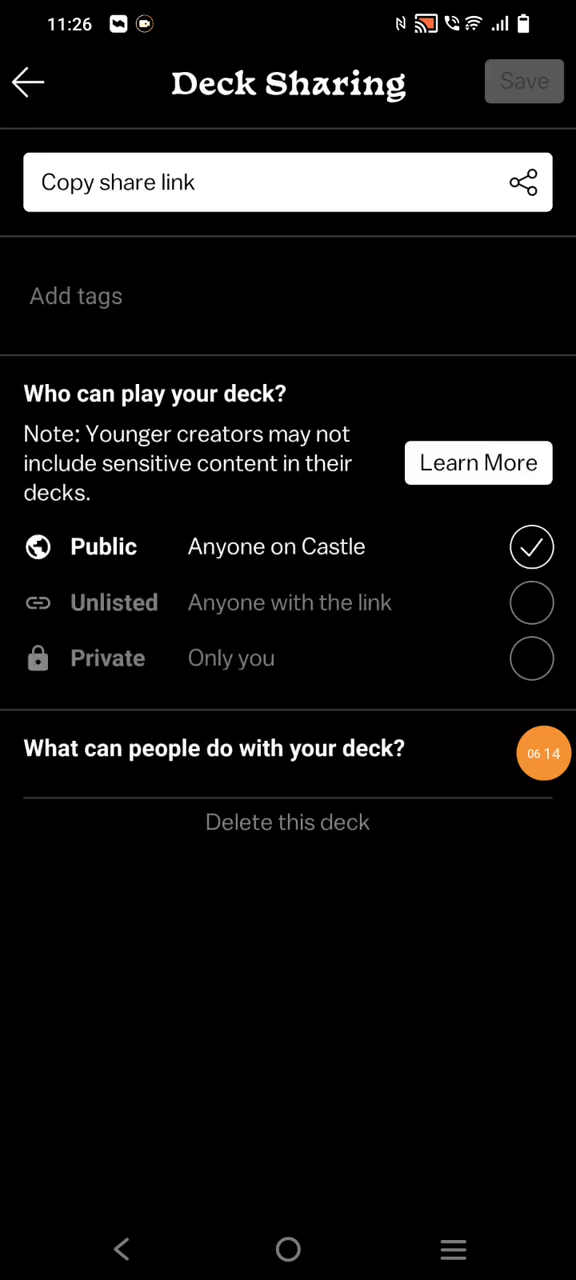 11:26
Deck Sharing
Save
Copy share link
Add tags
Who can play your deck?
Note: Younger creators may not
include sensitive content in their
decks.
Learn More
Public Anyone on Castle
Unlisted Anyone with the link
Private Only you
What can people do with your deck?
06 14
Delete this deck